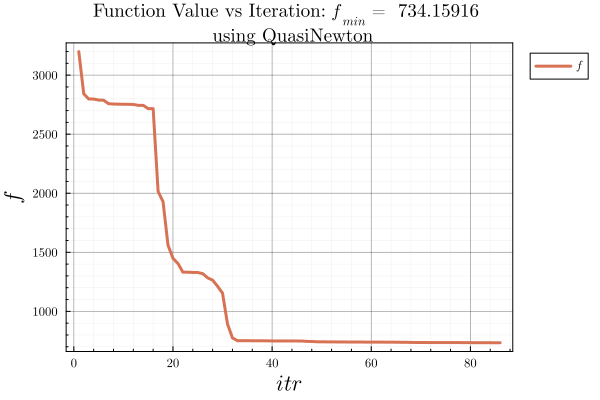 Function Value vs Iteration: f_min = 734.15916
using QuasiNewton
f
3000
2500
2000
1500
1000
f
0 20 40 60 80
itr